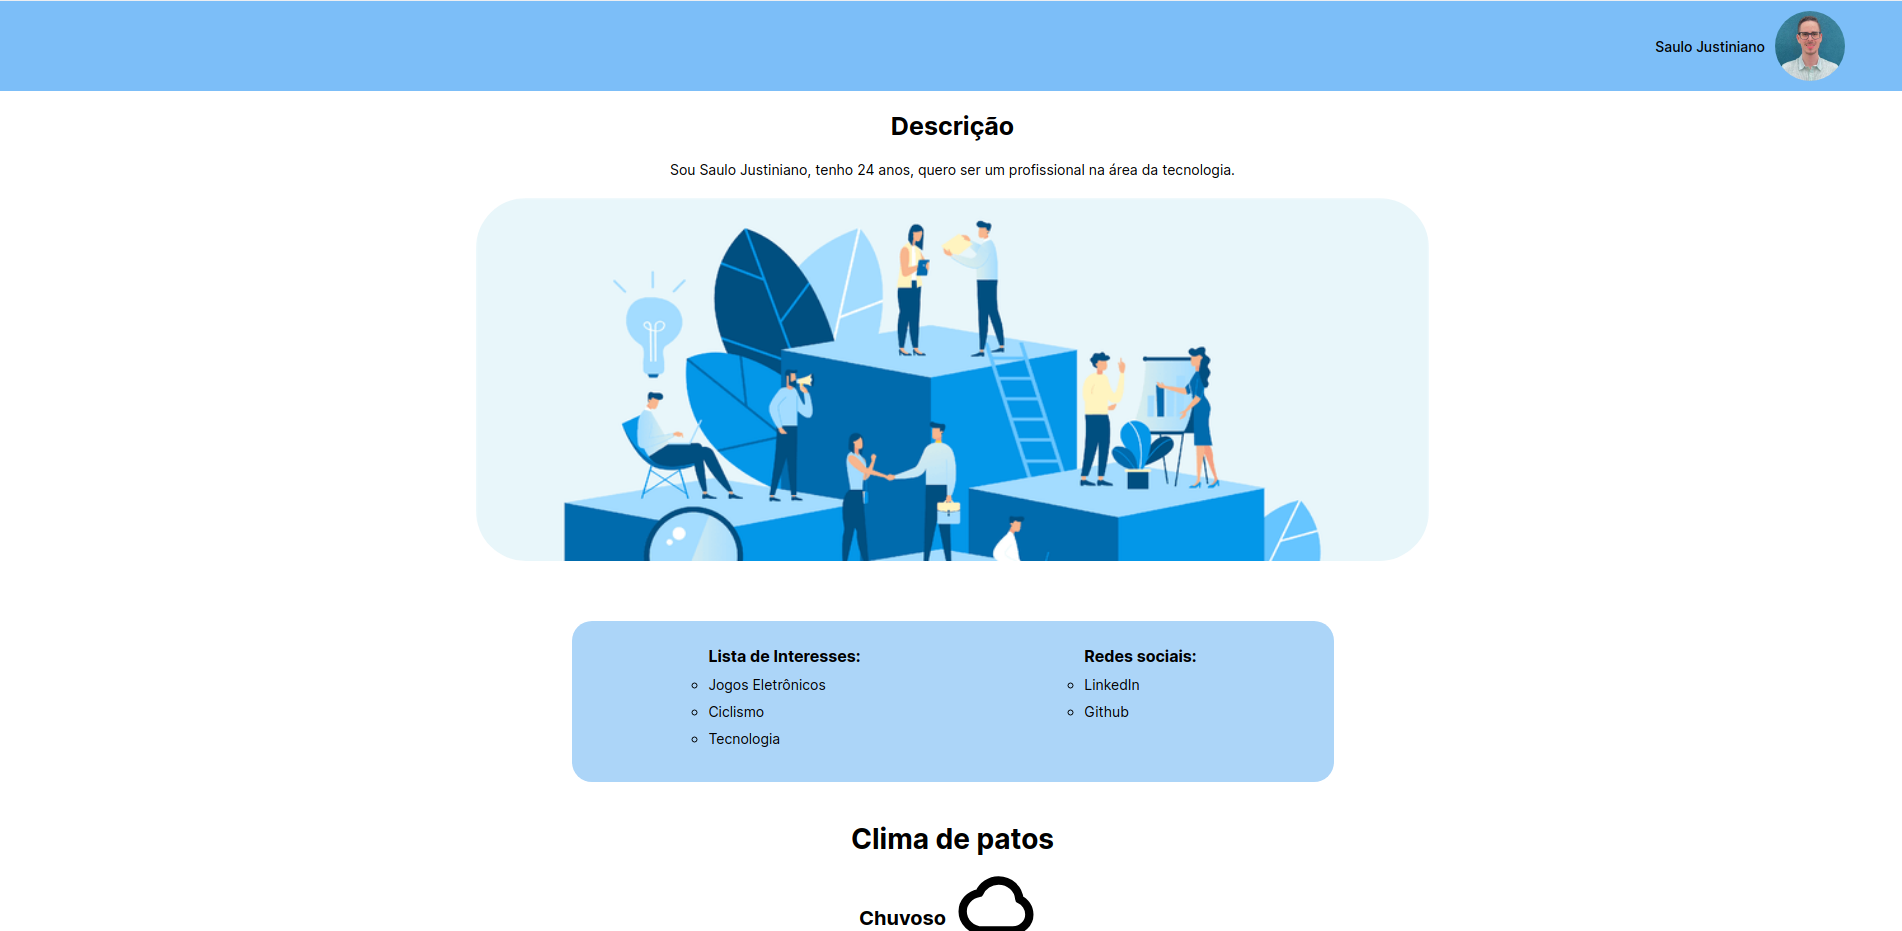 Saulo Justiniano
Descrição
Sou Saulo Justiniano, tenho 24 anos, quero ser um profissional na área da tecnologia.
Lista de Interesses:
Jogos Eletrônicos
Ciclismo
Tecnologia
Redes sociais:
LinkedIn
Github
Clima de patos
Chuvoso